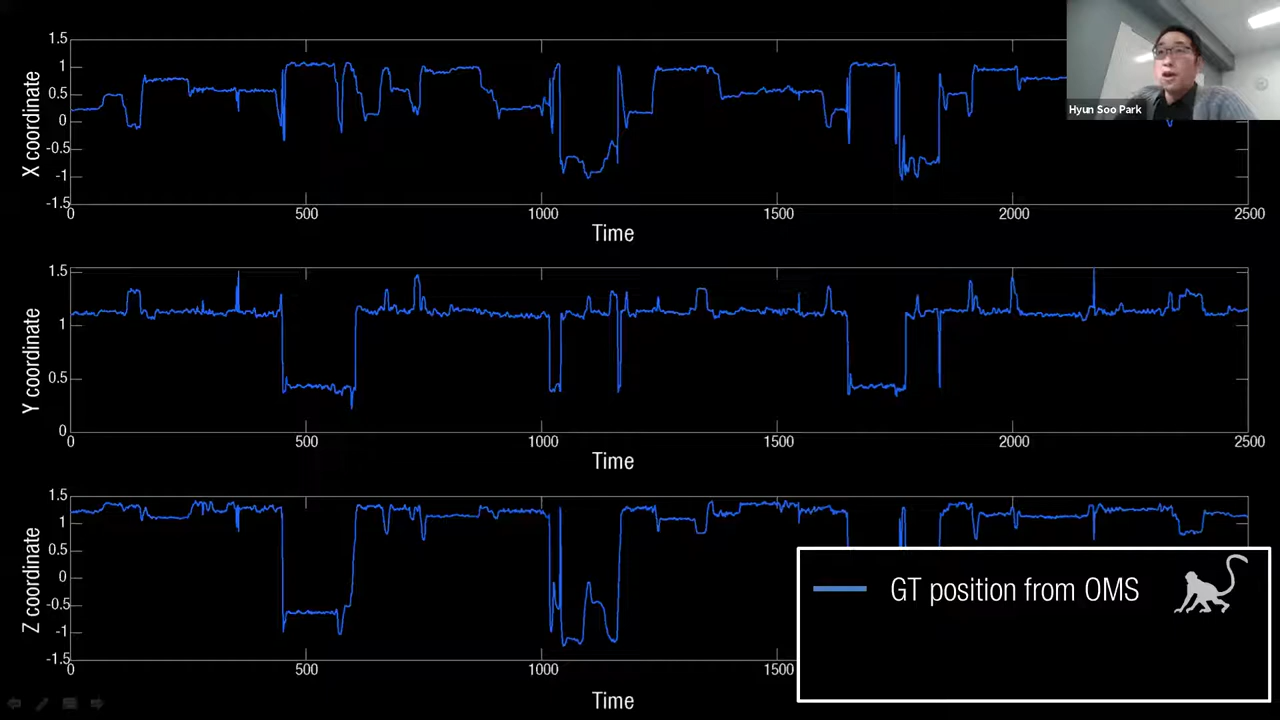 1.5
1
0.5
0
-0.5
-1
-1.5
X coordinate
0 500 1000 1500 2000 2500
Time
Hyun Soo Park
1.5
1
0.5
0
Y coordinate
0 500 1000 1500 2000 2500
Time
1.5
1
0.5
0
-0.5
-1
-1.5
Z coordinate
0 500 1000 1500
Time
GT position from OMS